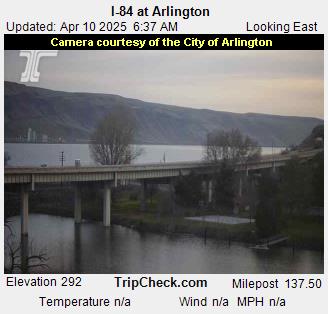 I-84 at Arlington
Updated: Apr 10 2025 6:37 AM Looking East
Camera courtesy of the City of Arlington
Elevation 292 TripCheck.com Milepost 137.50
Temperature n/a Wind n/a MPH n/a